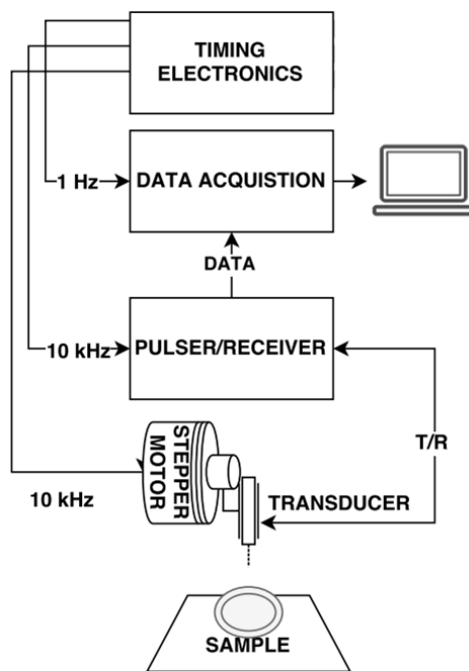 TIMING
ELECTRONICS
1 Hz
DATA ACQUISTION
DATA
10 kHz
PULSER/RECEIVER
T/R
STEPPER
MOTOR
TRANSDUCER
10 kHz
SAMPLE